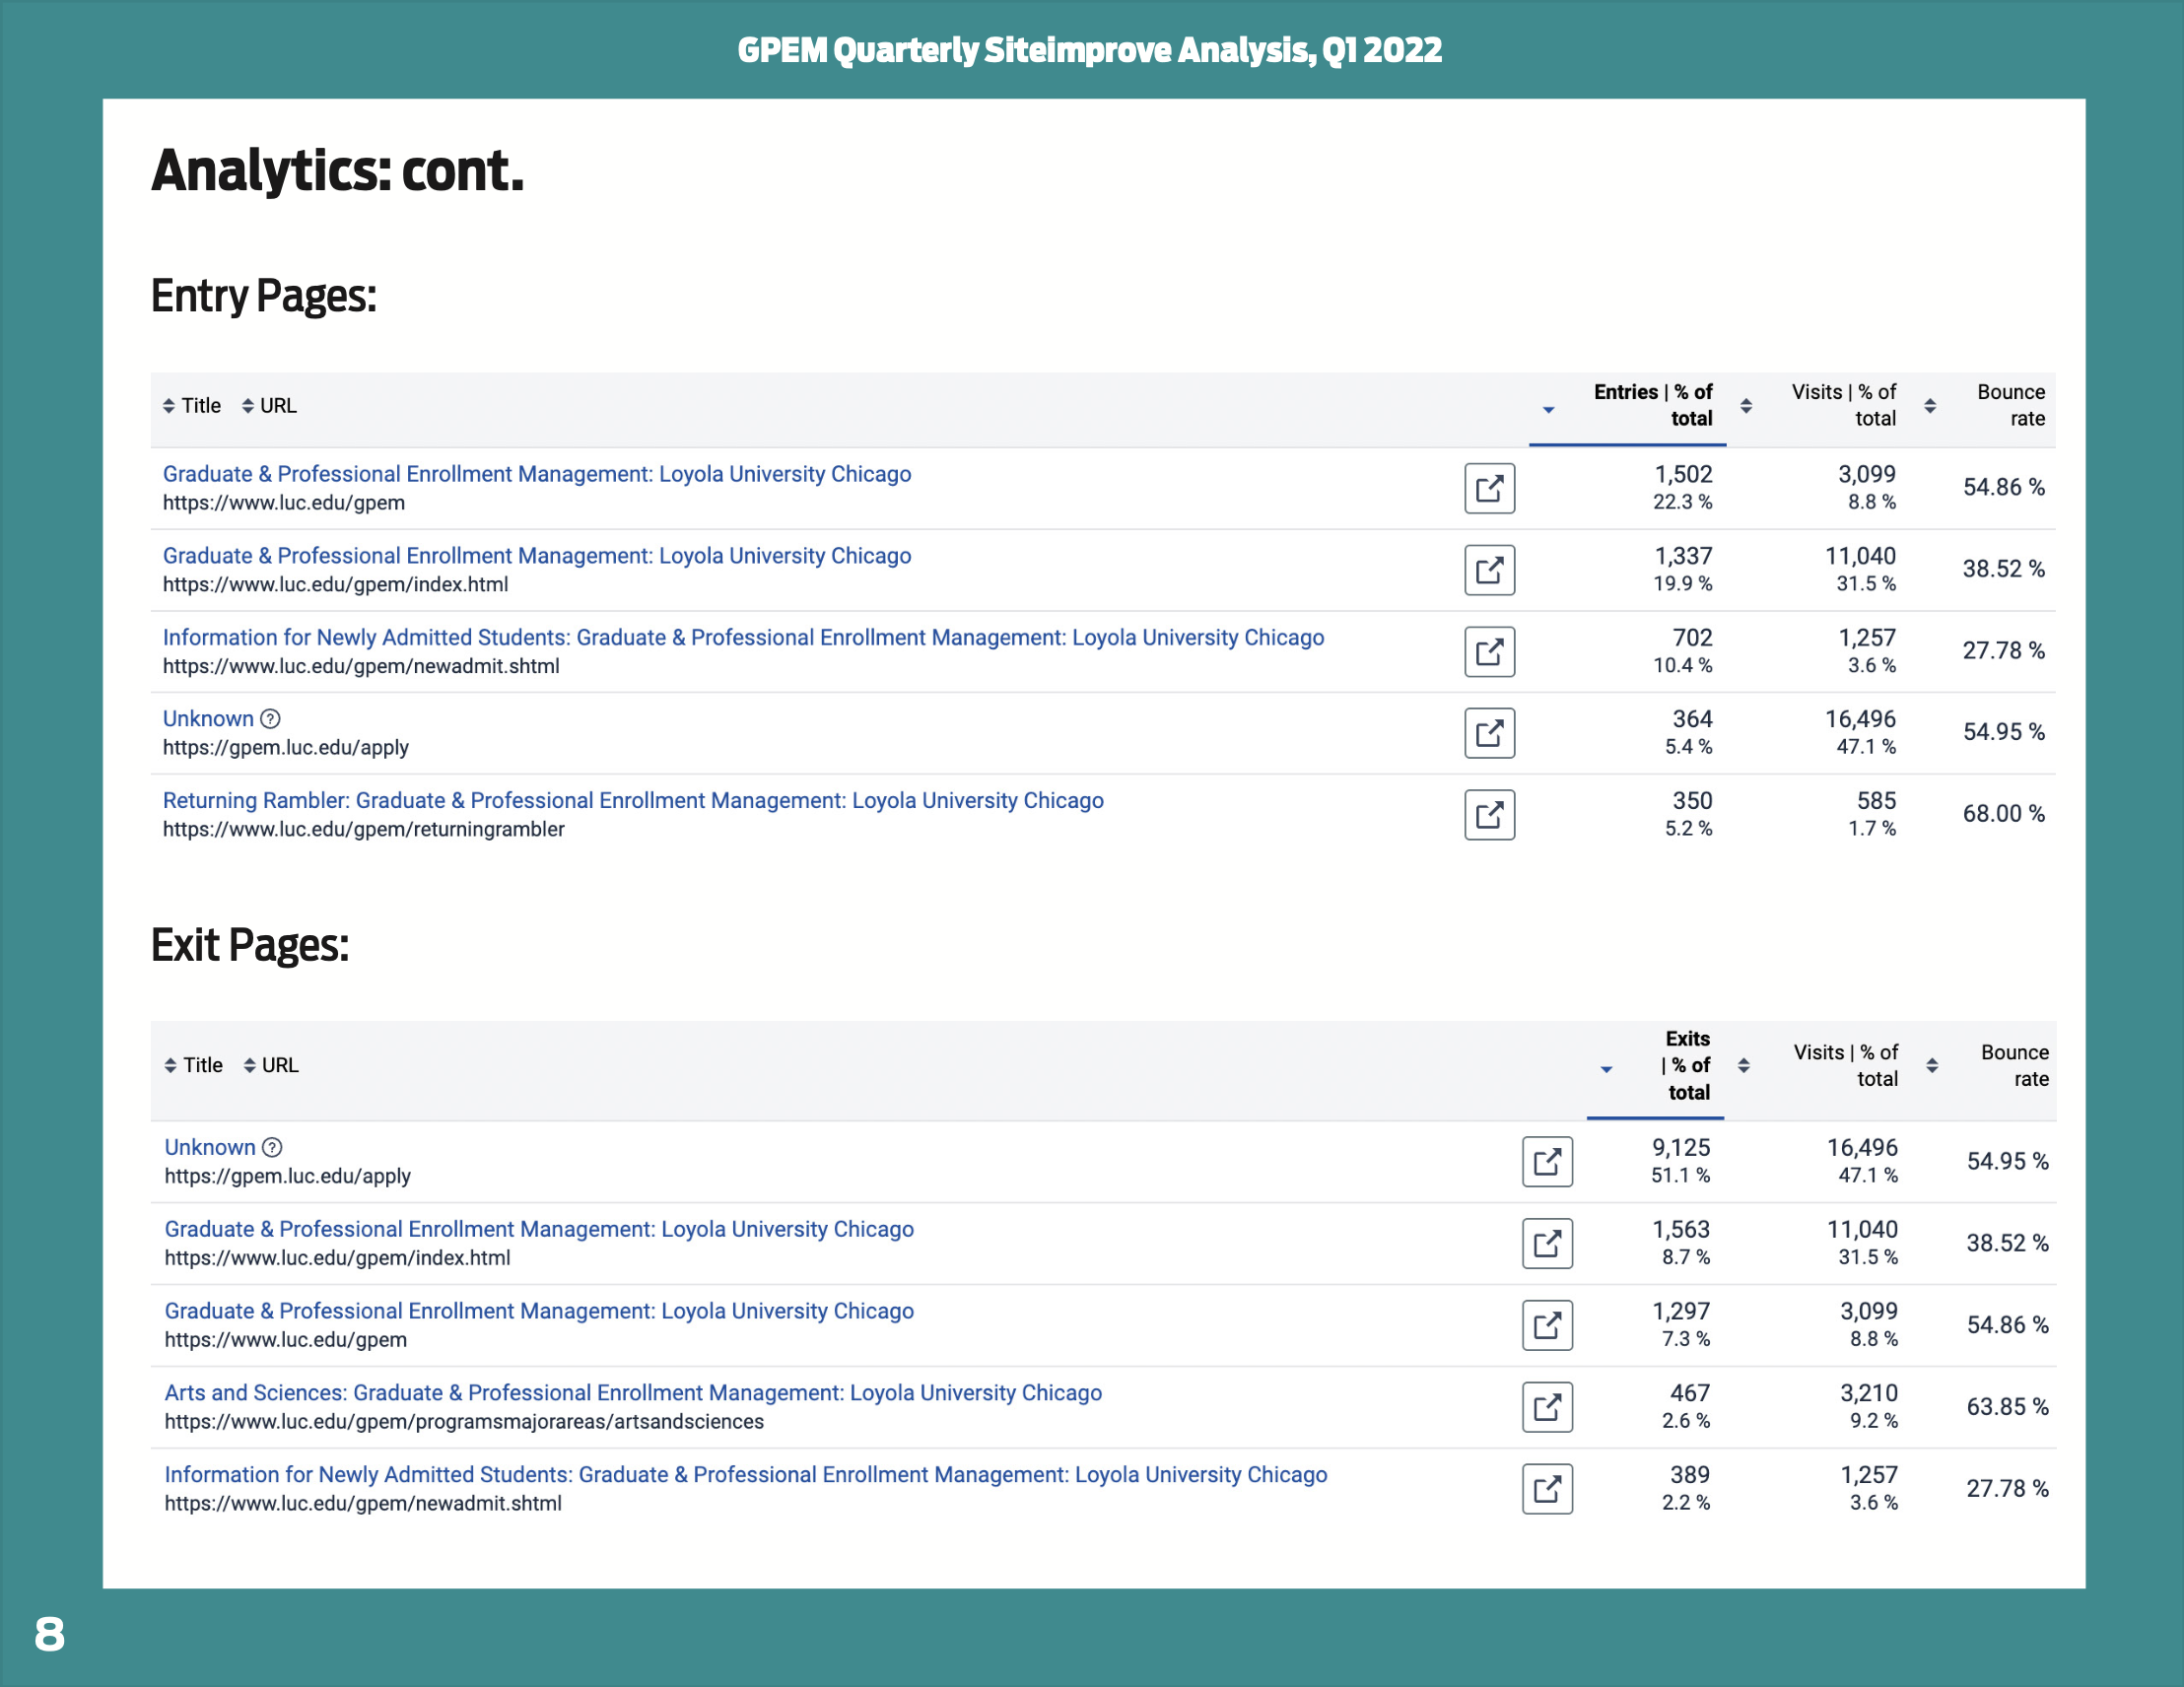 GPEM Quarterly Siteimprove Analysis, Q1 2022
Analytics: cont.
Entry Pages:
Title URL Entries | % of total Visits | % of total Bounce rate
Graduate & Professional Enrollment Management: Loyola University Chicago 1,502 3,099 54.86 %
https://www.luc.edu/gpem 22.3 % 8.8 %
Graduate & Professional Enrollment Management: Loyola University Chicago 1,337 11,040 38.52 %
https://www.luc.edu/gpem/index.html 19.9 % 31.5 %
Information for Newly Admitted Students: Graduate & Professional Enrollment Management: Loyola University Chicago 702 1,257 27.78 %
https://www.luc.edu/gpem/newadmit.shtml 10.4 % 3.6 %
Unknown ? 364 16,496 54.95 %
https://gpem.luc.edu/apply 5.4 % 47.1 %
Returning Rambler: Graduate & Professional Enrollment Management: Loyola University Chicago 350 585 68.00 %
https://www.luc.edu/gpem/returningrambler 5.2 % 1.7 %
Exit Pages:
Title URL Exits | % of total Visits | % of total Bounce rate
Unknown ? 9,125 16,496 54.95 %
https://gpem.luc.edu/apply 51.1 % 47.1 %
Graduate & Professional Enrollment Management: Loyola University Chicago 1,563 11,040 38.52 %
https://www.luc.edu/gpem/index.html 8.7 % 31.5 %
Graduate & Professional Enrollment Management: Loyola University Chicago 1,297 3,099 54.86 %
https://www.luc.edu/gpem 7.3 % 8.8 %
Arts and Sciences: Graduate & Professional Enrollment Management: Loyola University Chicago 467 3,210 63.85 %
https://www.luc.edu/gpem/programsmajorareas/artsandsciences 2.6 % 9.2 %
Information for Newly Admitted Students: Graduate & Professional Enrollment Management: Loyola University Chicago 389 1,257 27.78 %
https://www.luc.edu/gpem/newadmit.shtml 2.2 % 3.6 %
8